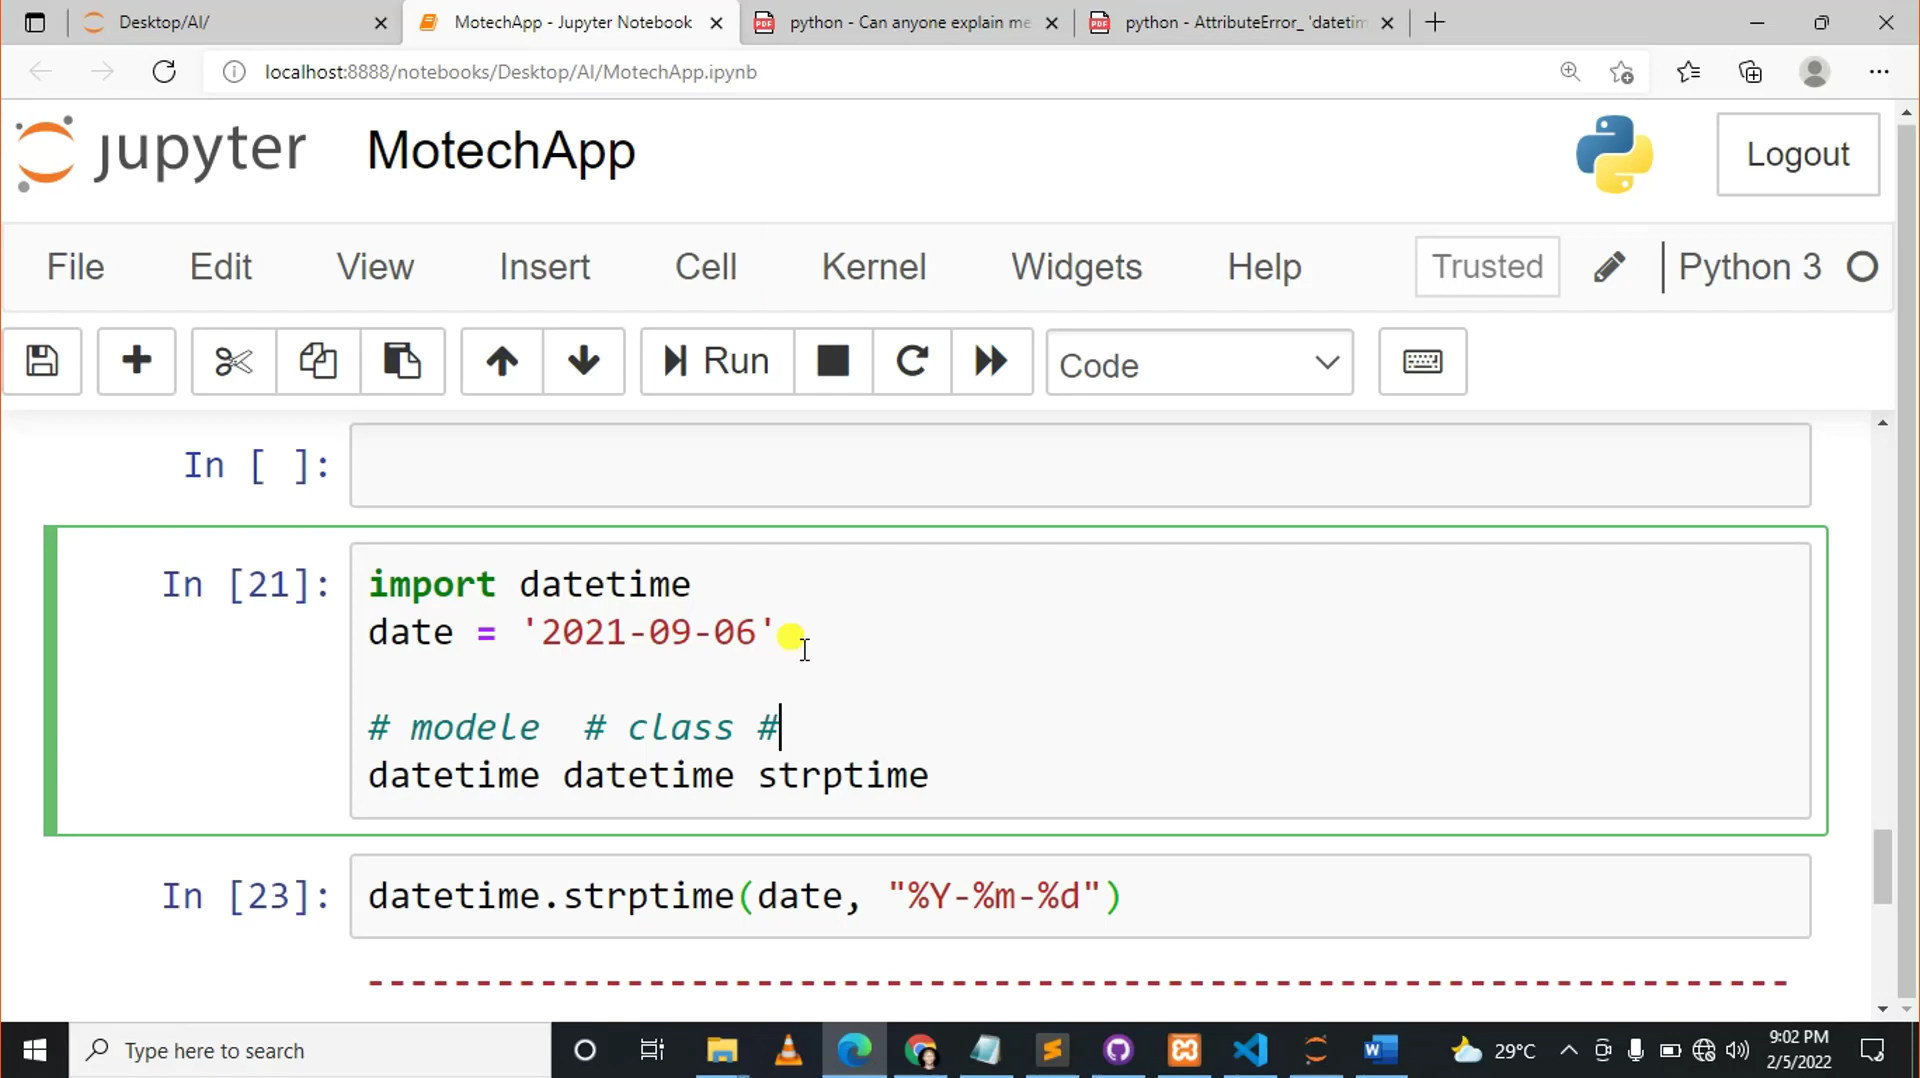 Desktop/AI/
MotechApp - Jupyter Notebook
python - Can anyone explain me
python - AttributeError_ 'datetim
localhost:8888/notebooks/Desktop/AI/MotechApp.ipynb
jupyter MotechApp
Logout
File Edit View Insert Cell Kernel Widgets Help Trusted Python 3
Run Code
In [ ]:
In [21]: import datetime
date = '2021-09-06'
# modele # class #
datetime datetime strptime
In [23]: datetime.strptime(date, "%Y-%m-%d")
---------------------------------------------------------------------------
Type here to search
29°C
9:02 PM
2/5/2022